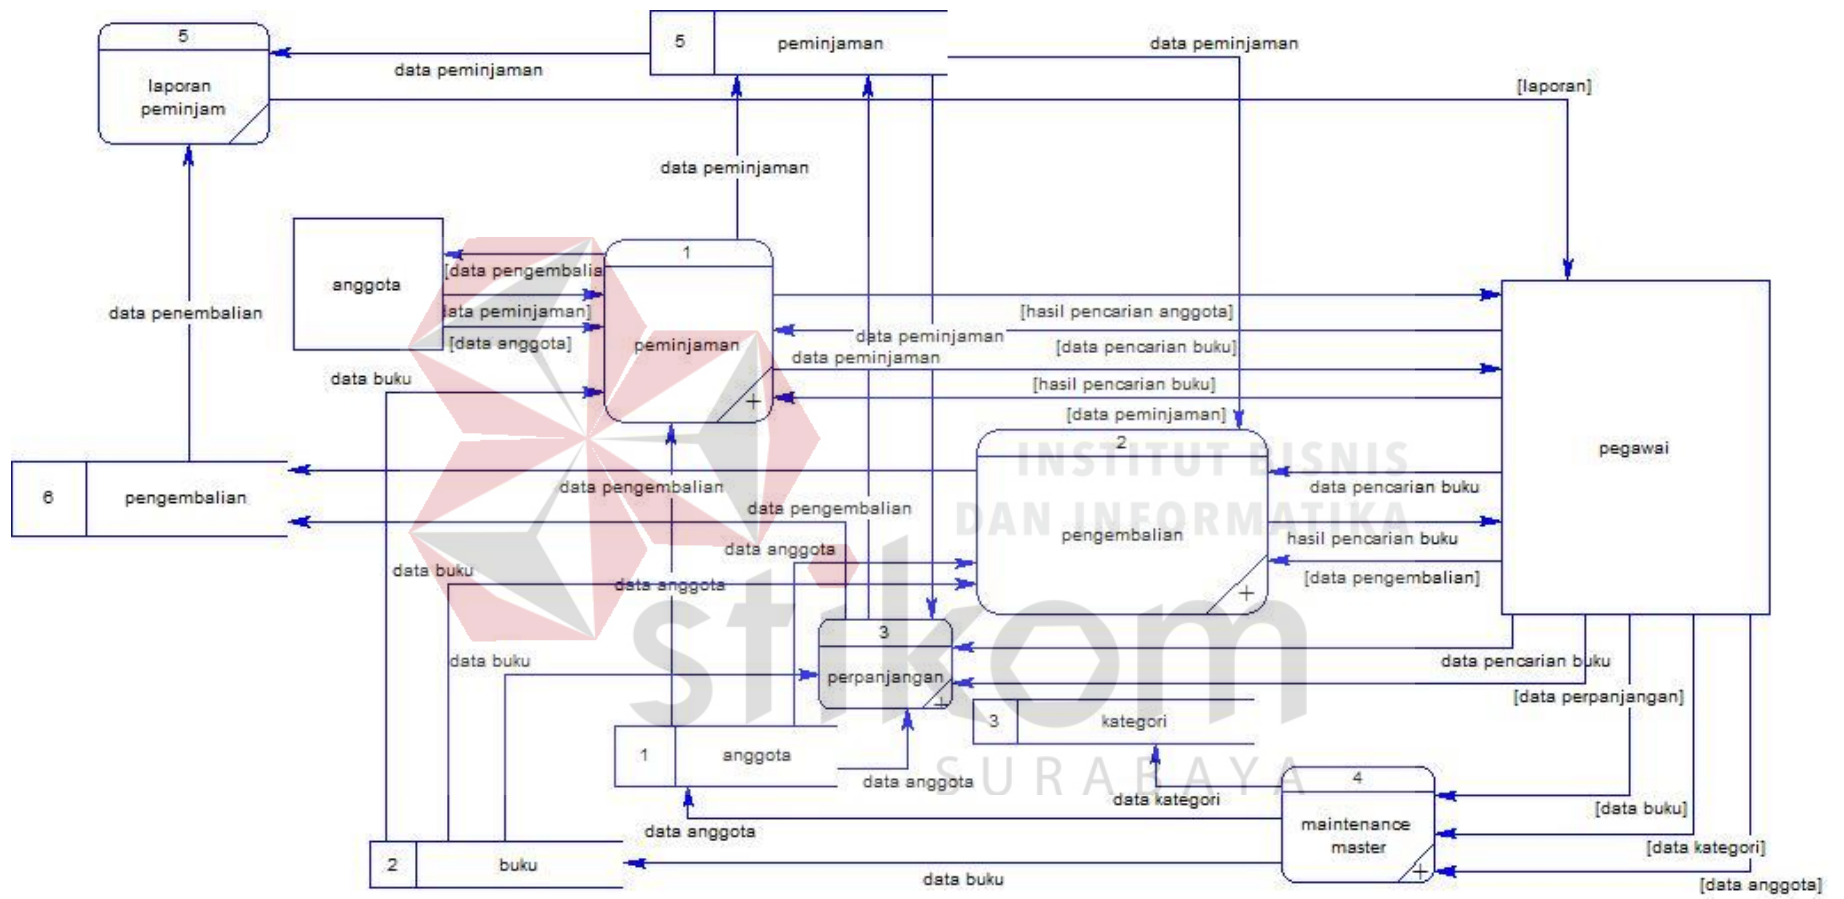 5
laporan
peminjam
5
peminjaman
data peminjaman
data peminjaman
[laporan]
data peminjaman
anggota
[data pengembalia
data peminjaman]
[data anggota]
data penembalian
1
peminjaman
+
[hasil pencarian anggota]
data peminjaman
[data pencarian buku]
data peminjaman
[hasil pencarian buku]
[data peminjaman]
data buku
pegawai
2
pengembalian
+
INSTITUT BISNIS
DAN INFORMATIKA
6
pengembalian
data pengembalian
data pengembalian
data pencarian buku
hasil pencarian buku
[data pengembalian]
data anggota
data buku
data anggota
stikom
SURABAYA
3
perpanjangan
+
data buku
data pencarian buku
[data perpanjangan]
3
kategori
1
anggota
data anggota
data kategori
4
maintenance
master
+
[data buku]
[data kategori]
[data anggota]
data anggota
2
buku
data buku